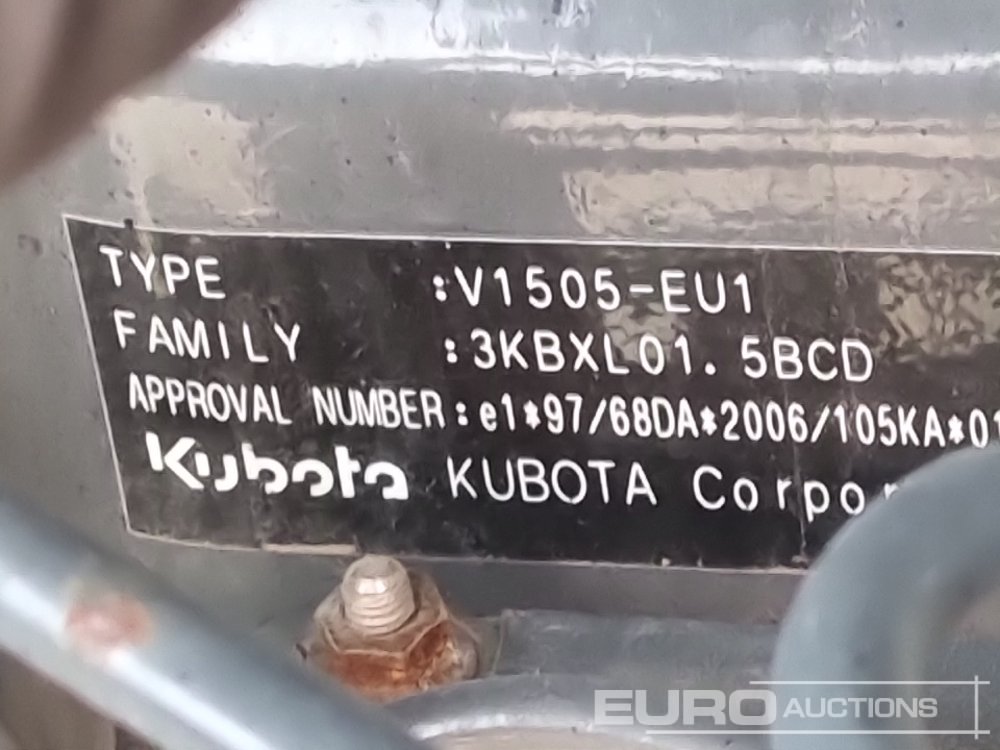 TYPE :V1505-EU1
FAMILY :3KBXL01.5BCD
APPROVAL NUMBER:e1*97/68DA*2006/105KA*01
Kubota KUBOTA Corpor
EURO AUCTIONS